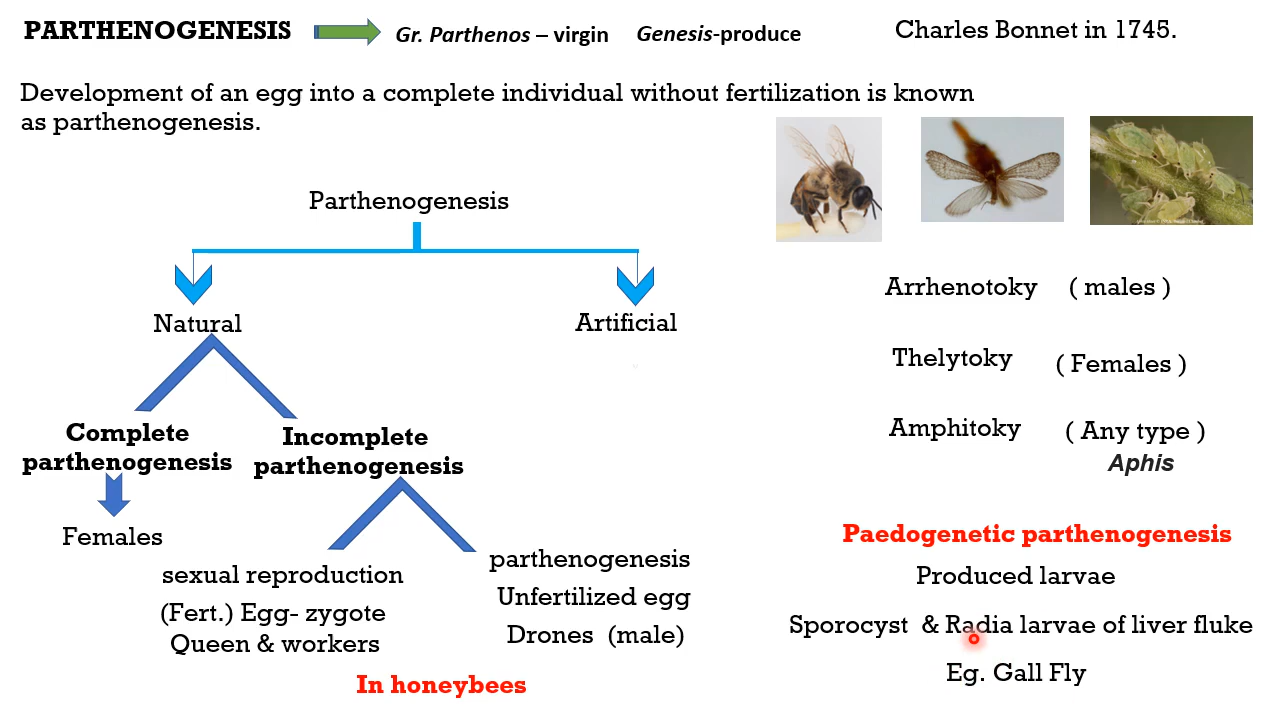 PARTHENOGENESIS
Gr. Parthenos – virgin Genesis-produce
Charles Bonnet in 1745.
Development of an egg into a complete individual without fertilization is known
as parthenogenesis.
Parthenogenesis
Natural
Artificial
Complete
parthenogenesis
Females
Incomplete
parthenogenesis
sexual reproduction
(Fert.) Egg- zygote
Queen & workers
parthenogenesis
Unfertilized egg
Drones (male)
In honeybees
Arrhenotoky ( males )
Thelytoky ( Females )
Amphitoky ( Any type )
Aphis
Paedogenetic parthenogenesis
Produced larvae
Sporocyst & Radia larvae of liver fluke
Eg. Gall Fly